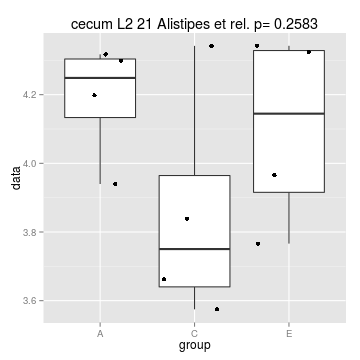 cecum L2 21 Alistipes et rel. p= 0.2583
data
4.2
4.0
3.8
3.6
A C E
group